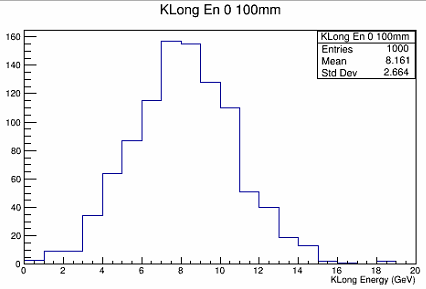 KLong En 0 100mm
KLong En 0 100mm
Entries 1000
Mean 8.161
Std Dev 2.664
160
140
120
100
80
60
40
20
0
0 2 4 6 8 10 12 14 16 18 20
KLong Energy (GeV)